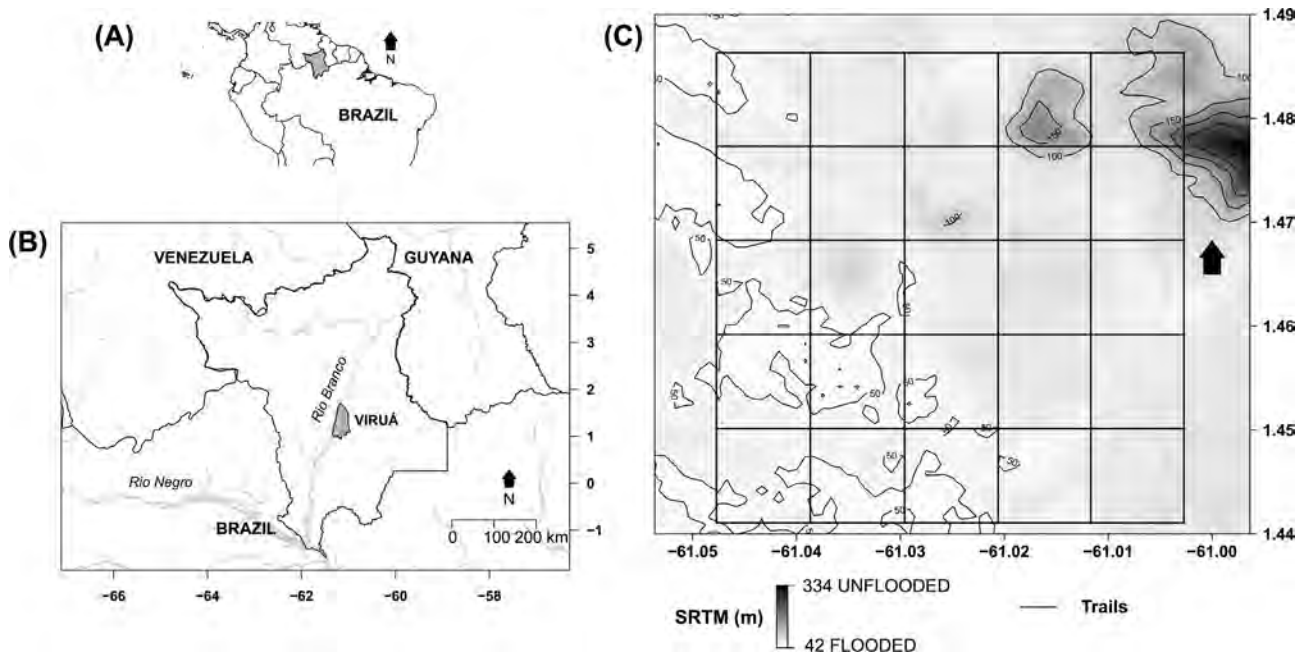 (A)
N
BRAZIL
(B)
VENEZUELA
GUYANA
Rio Branco
VIRUÁ
Rio Negro
BRAZIL
N
0 100 200 km
5
4
3
2
1
0
−1
−66 −64 −62 −60 −58
(C)
50
100
150
150
100
100
50
50
50
50
50
50
50
50
1.49
1.48
1.47
1.46
1.45
1.44
−61.05 −61.04 −61.03 −61.02 −61.01 −61.00
SRTM (m)
334 UNFLOODED
42 FLOODED
Trails